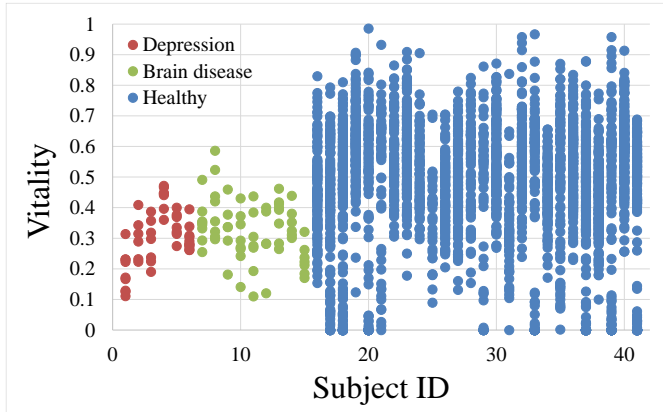 1
0.9
0.8
0.7
0.6
0.5
0.4
0.3
0.2
0.1
0
Vitality
Depression
Brain disease
Healthy
0 10 20 30 40
Subject ID